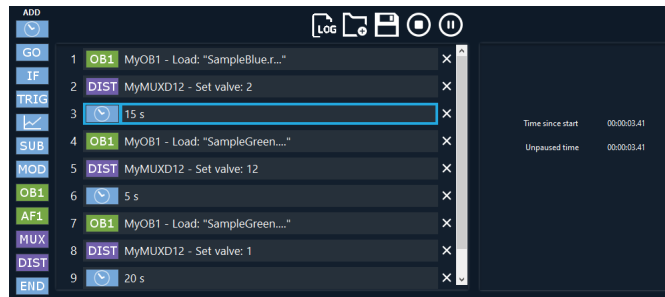 ADD
LOG
GO
IF
TRIG
SUB
MOD
OB1
AF1
MUX
DIST
END
1 OB1 MyOB1 - Load: "SampleBlue.r..." ×
2 DIST MyMUXD12 - Set valve: 2 ×
3 15 s ×
4 OB1 MyOB1 - Load: "SampleGreen...." ×
5 DIST MyMUXD12 - Set valve: 12 ×
6 5 s ×
7 OB1 MyOB1 - Load: "SampleGreen...." ×
8 DIST MyMUXD12 - Set valve: 1 ×
9 20 s ×
Time since start 00:00:03.41
Unpaused time 00:00:03.41